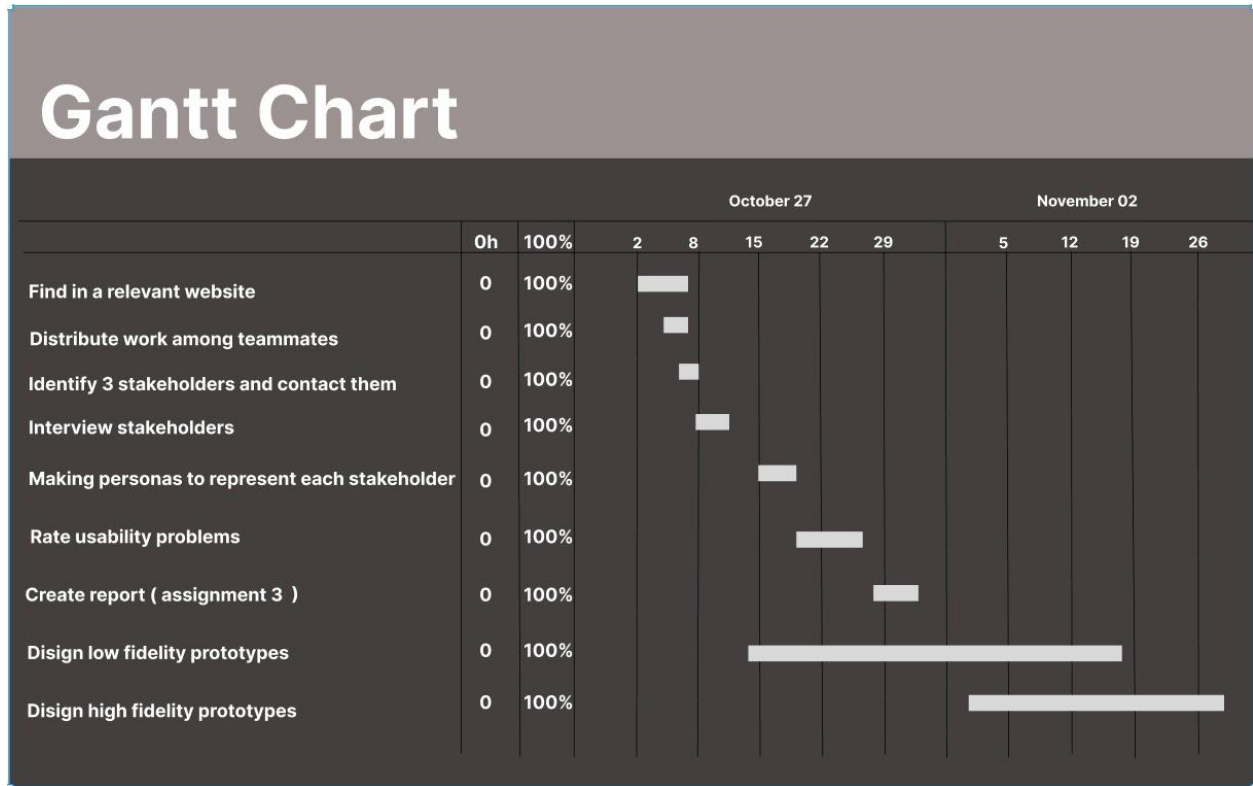 Gantt Chart
October 27 November 02
0h 100% 2 8 15 22 29 5 12 19 26
Find in a relevant website 0 100%
Distribute work among teammates 0 100%
Identify 3 stakeholders and contact them 0 100%
Interview stakeholders 0 100%
Making personas to represent each stakeholder 0 100%
Rate usability problems 0 100%
Create report ( assignment 3 ) 0 100%
Disign low fidelity prototypes 0 100%
Disign high fidelity prototypes 0 100%